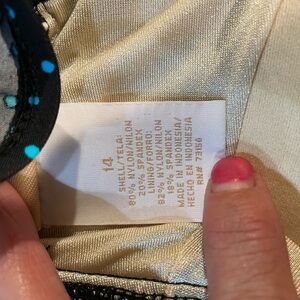 14
SHELL/TELA:
80% NYLON/NILON
20% SPANDEX
LINING/FORRO:
82% NYLON/NILON
18% SPANDEX
MADE IN INDONESIA/
HECHO EN INDONESIA
RN# 73156